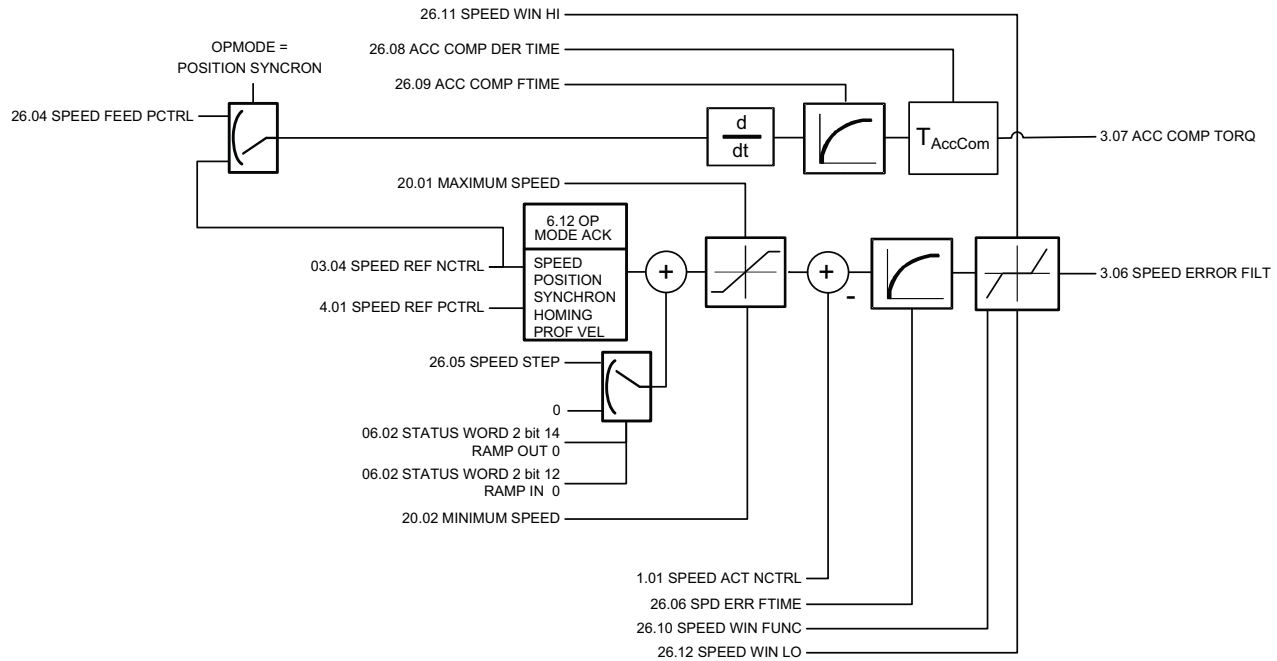 26.11 SPEED WIN HI
OPMODE =
POSITION SYNCRON
26.08 ACC COMP DER TIME
26.09 ACC COMP FTIME
26.04 SPEED FEED PCTRL
d
dt
TAccCom
3.07 ACC COMP TORQ
20.01 MAXIMUM SPEED
6.12 OP
MODE ACK
03.04 SPEED REF NCTRL
4.01 SPEED REF PCTRL
SPEED
POSITION
SYNCHRON
HOMING
PROF VEL
+
+
-
3.06 SPEED ERROR FILT
26.05 SPEED STEP
0
06.02 STATUS WORD 2 bit 14
RAMP OUT 0
06.02 STATUS WORD 2 bit 12
RAMP IN 0
20.02 MINIMUM SPEED
1.01 SPEED ACT NCTRL
26.06 SPD ERR FTIME
26.10 SPEED WIN FUNC
26.12 SPEED WIN LO